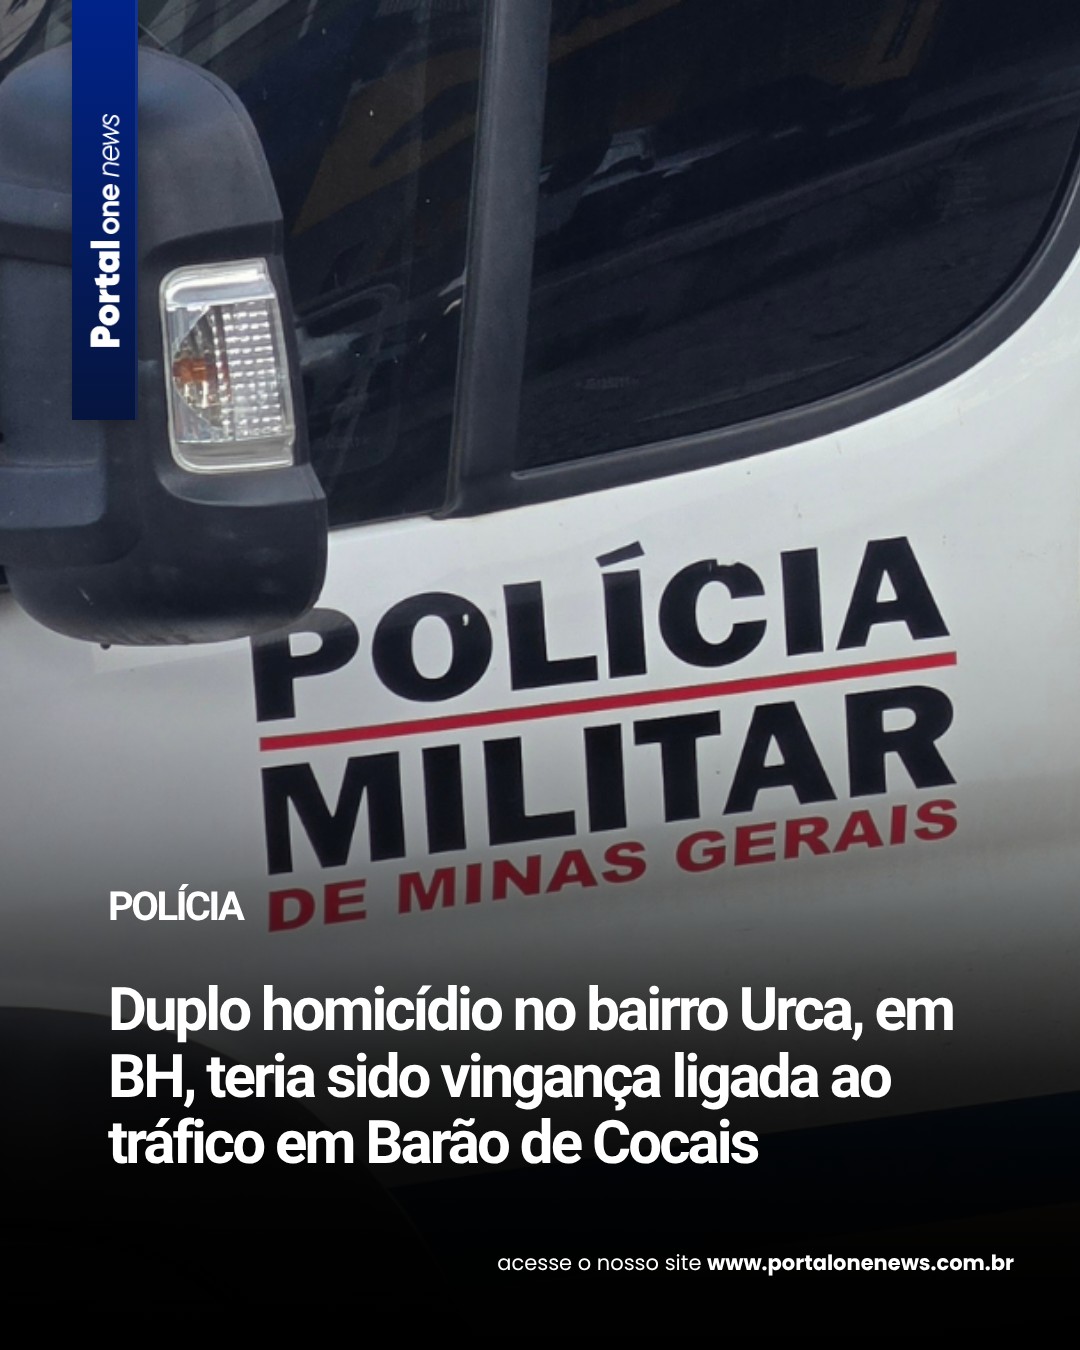 Portal one news
POLÍCIA
MILITAR
DE MINAS GERAIS
POLÍCIA
Duplo homicídio no bairro Urca, em
BH, teria sido vingança ligada ao
tráfico em Barão de Cocais
acesse o nosso site www.portalonenews.com.br